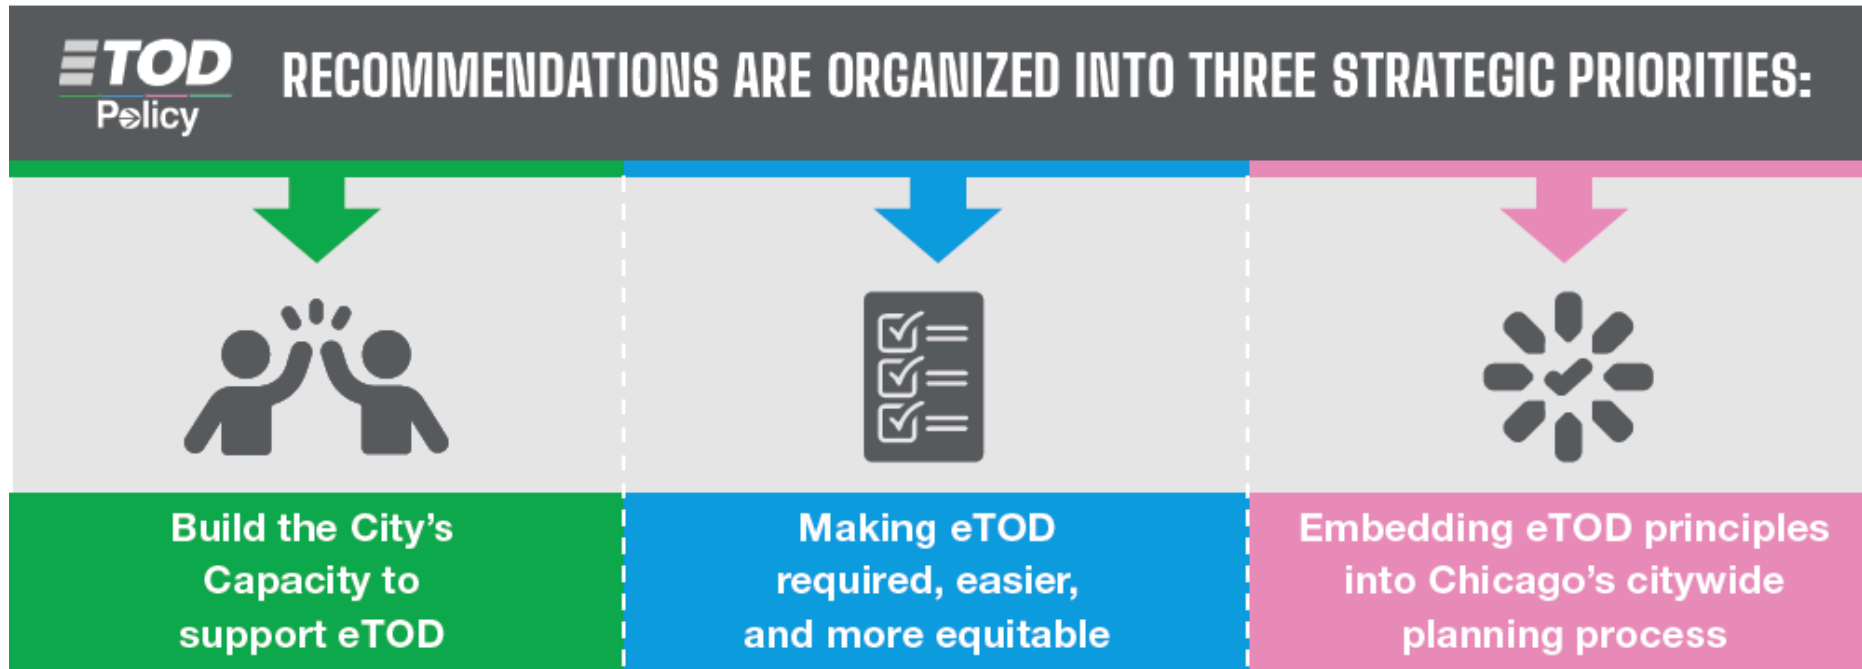 ETOD
Policy
RECOMMENDATIONS ARE ORGANIZED INTO THREE STRATEGIC PRIORITIES:
Build the City’s
Capacity to
support eTOD
Making eTOD
required, easier,
and more equitable
Embedding eTOD principles
into Chicago’s citywide
planning process